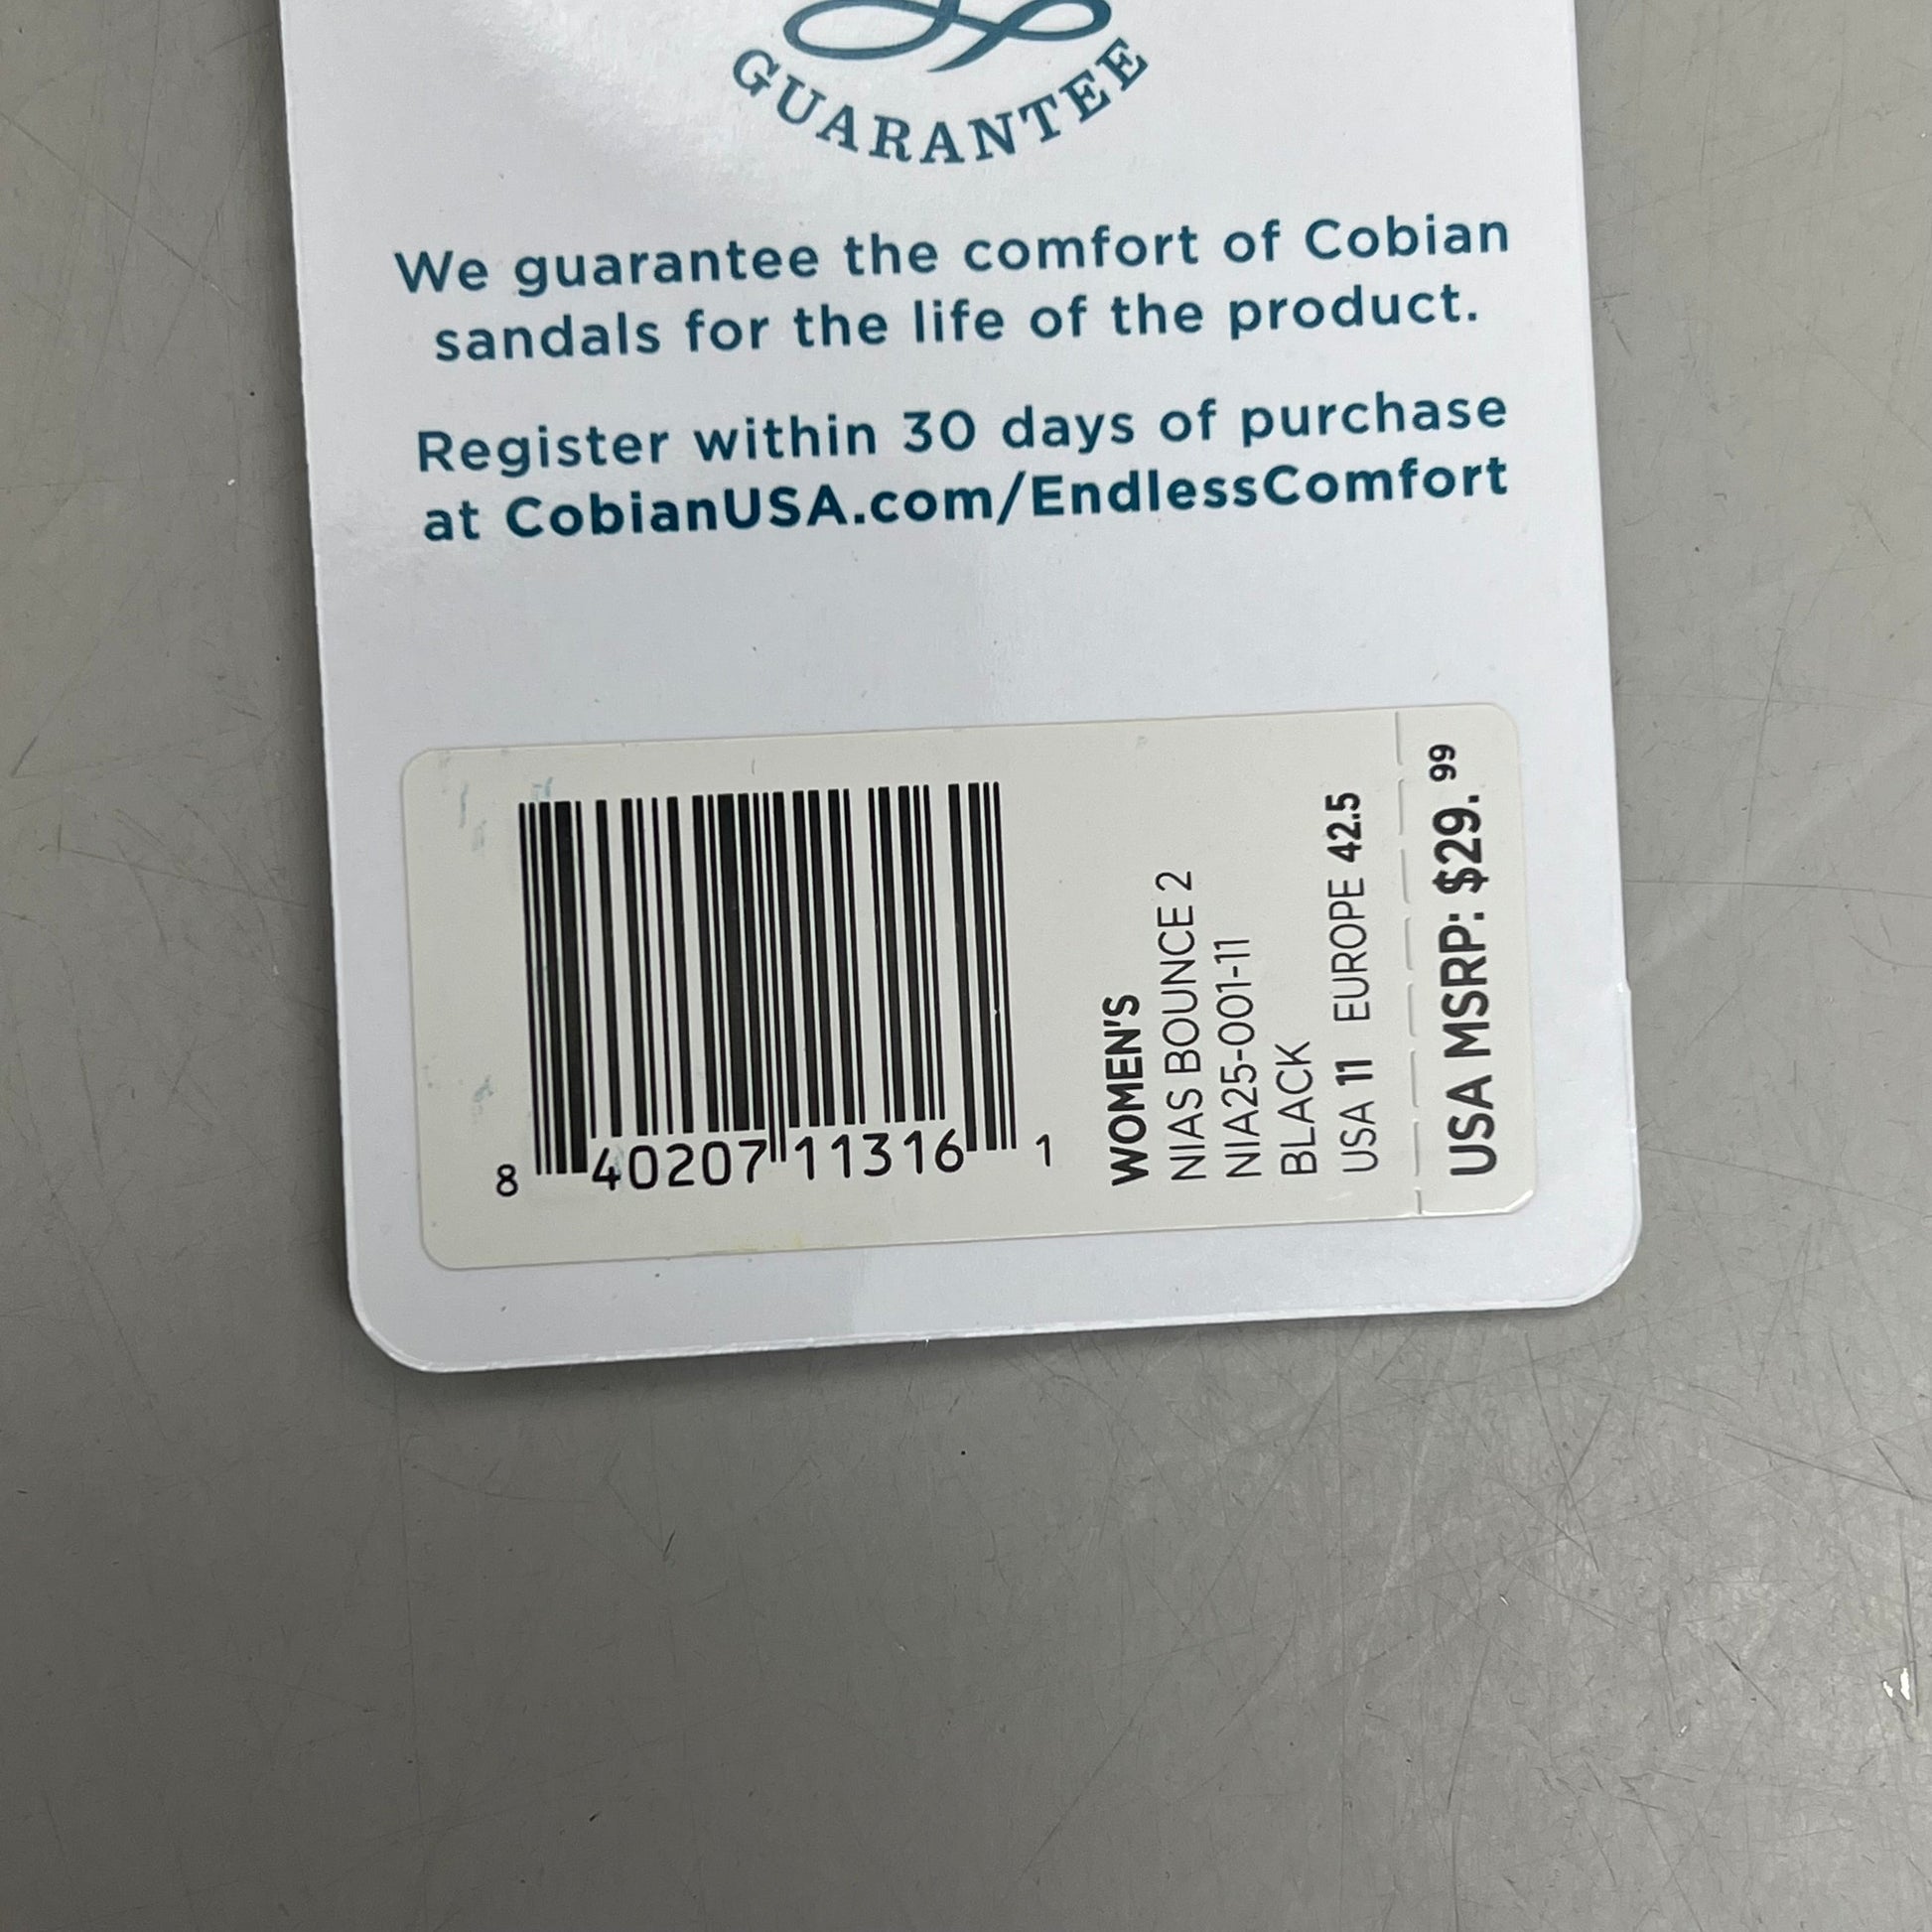 GUARANTEE
We guarantee the comfort of Cobian
sandals for the life of the product.
Register within 30 days of purchase
at CobianUSA.com/EndlessComfort
8 40207 11316 1
WOMEN'S
NIAS BOUNCE 2
NIA25-001-11
BLACK
USA 11 EUROPE 42.5
USA MSRP: $29.99